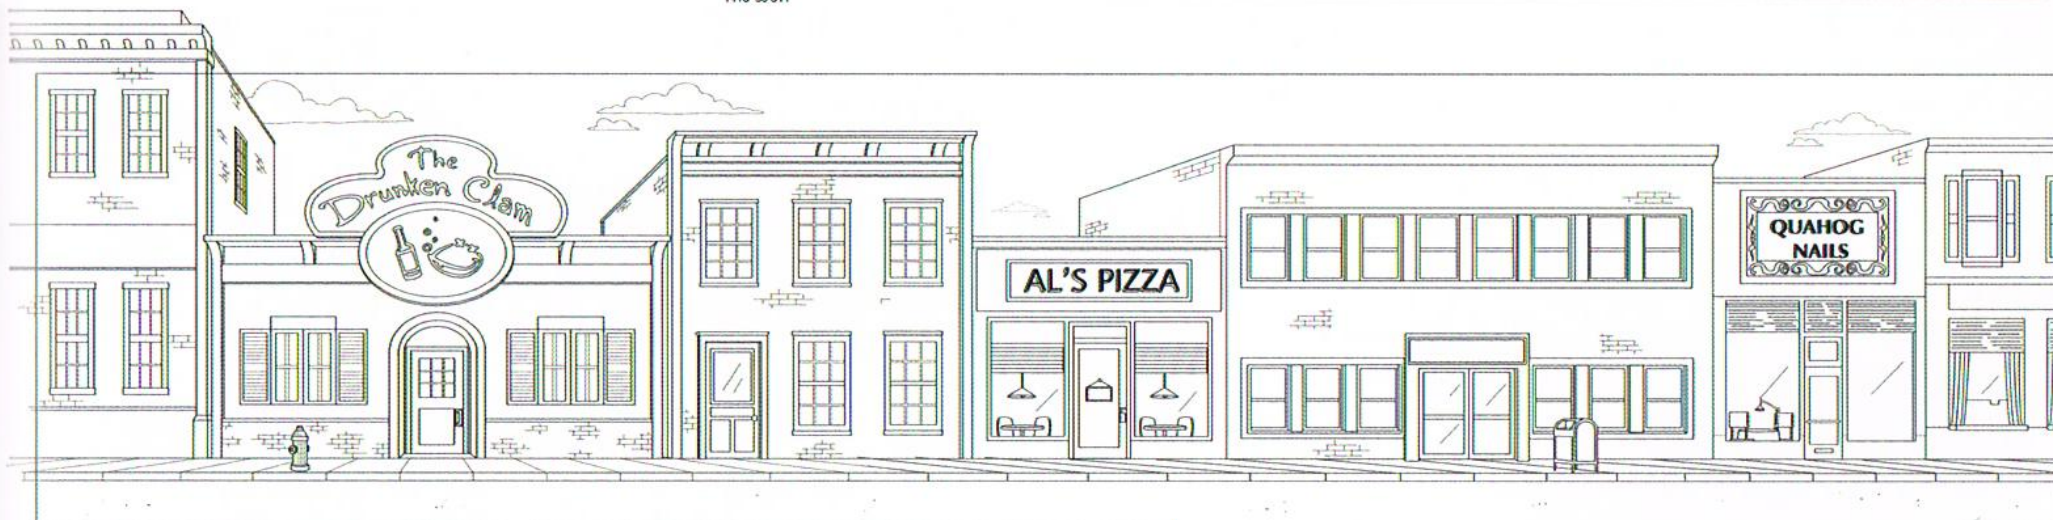 The
Drunken Clam
AL'S PIZZA
QUAHOG
NAILS